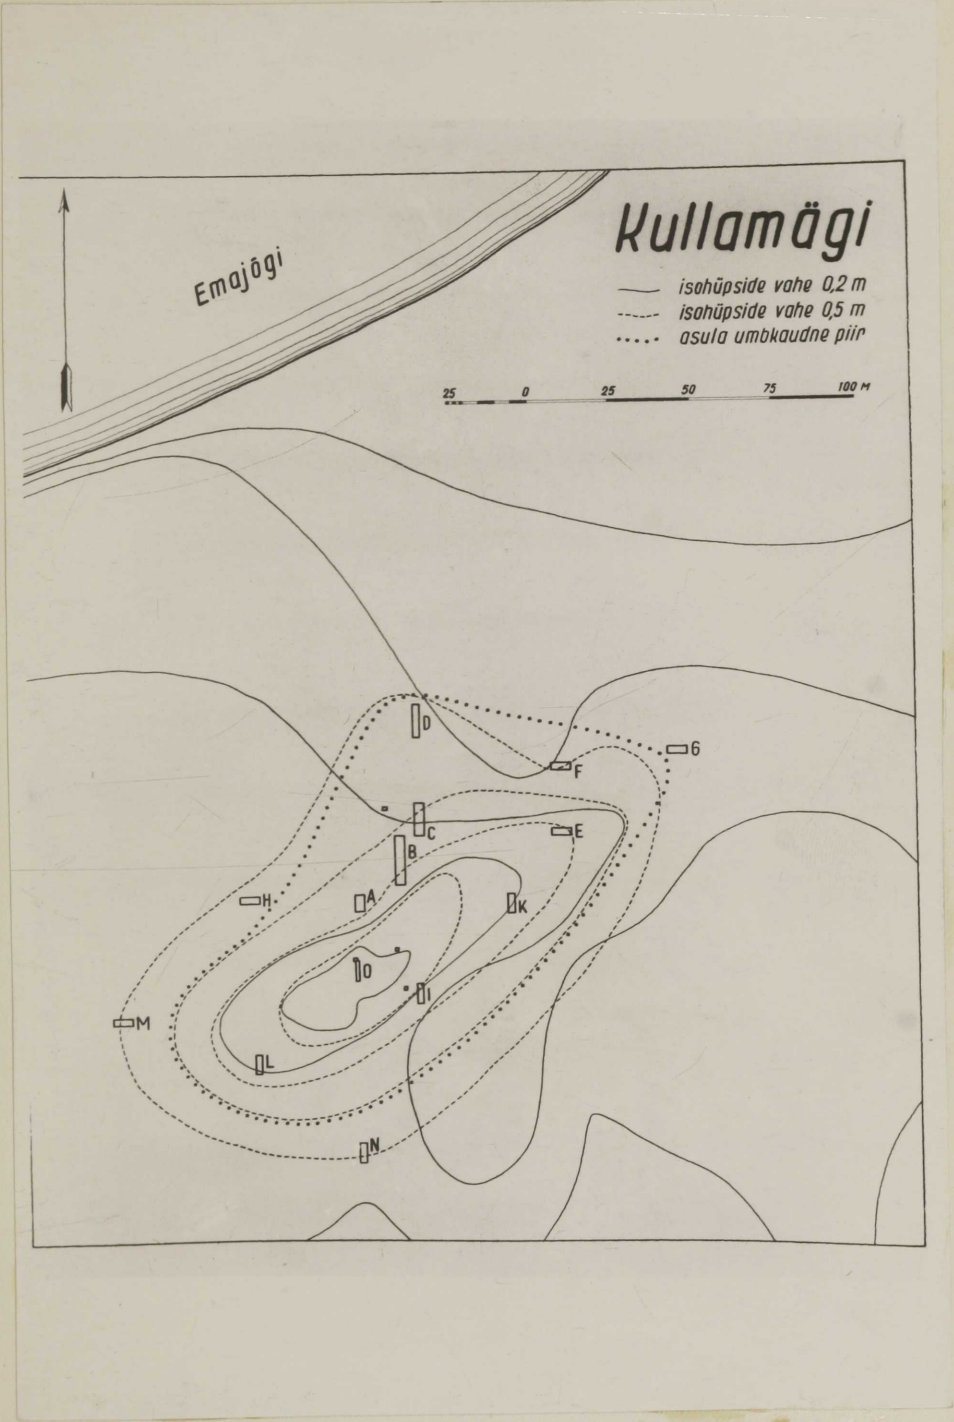 Kullamägi
Emajõgi
isohüpside vahe 0,2 m
isohüpside vahe 0,5 m
asula umbkaudne piir
25 0 25 50 75 100 M
D
G
F
C
E
B
A
H
K
O
I
M
L
N